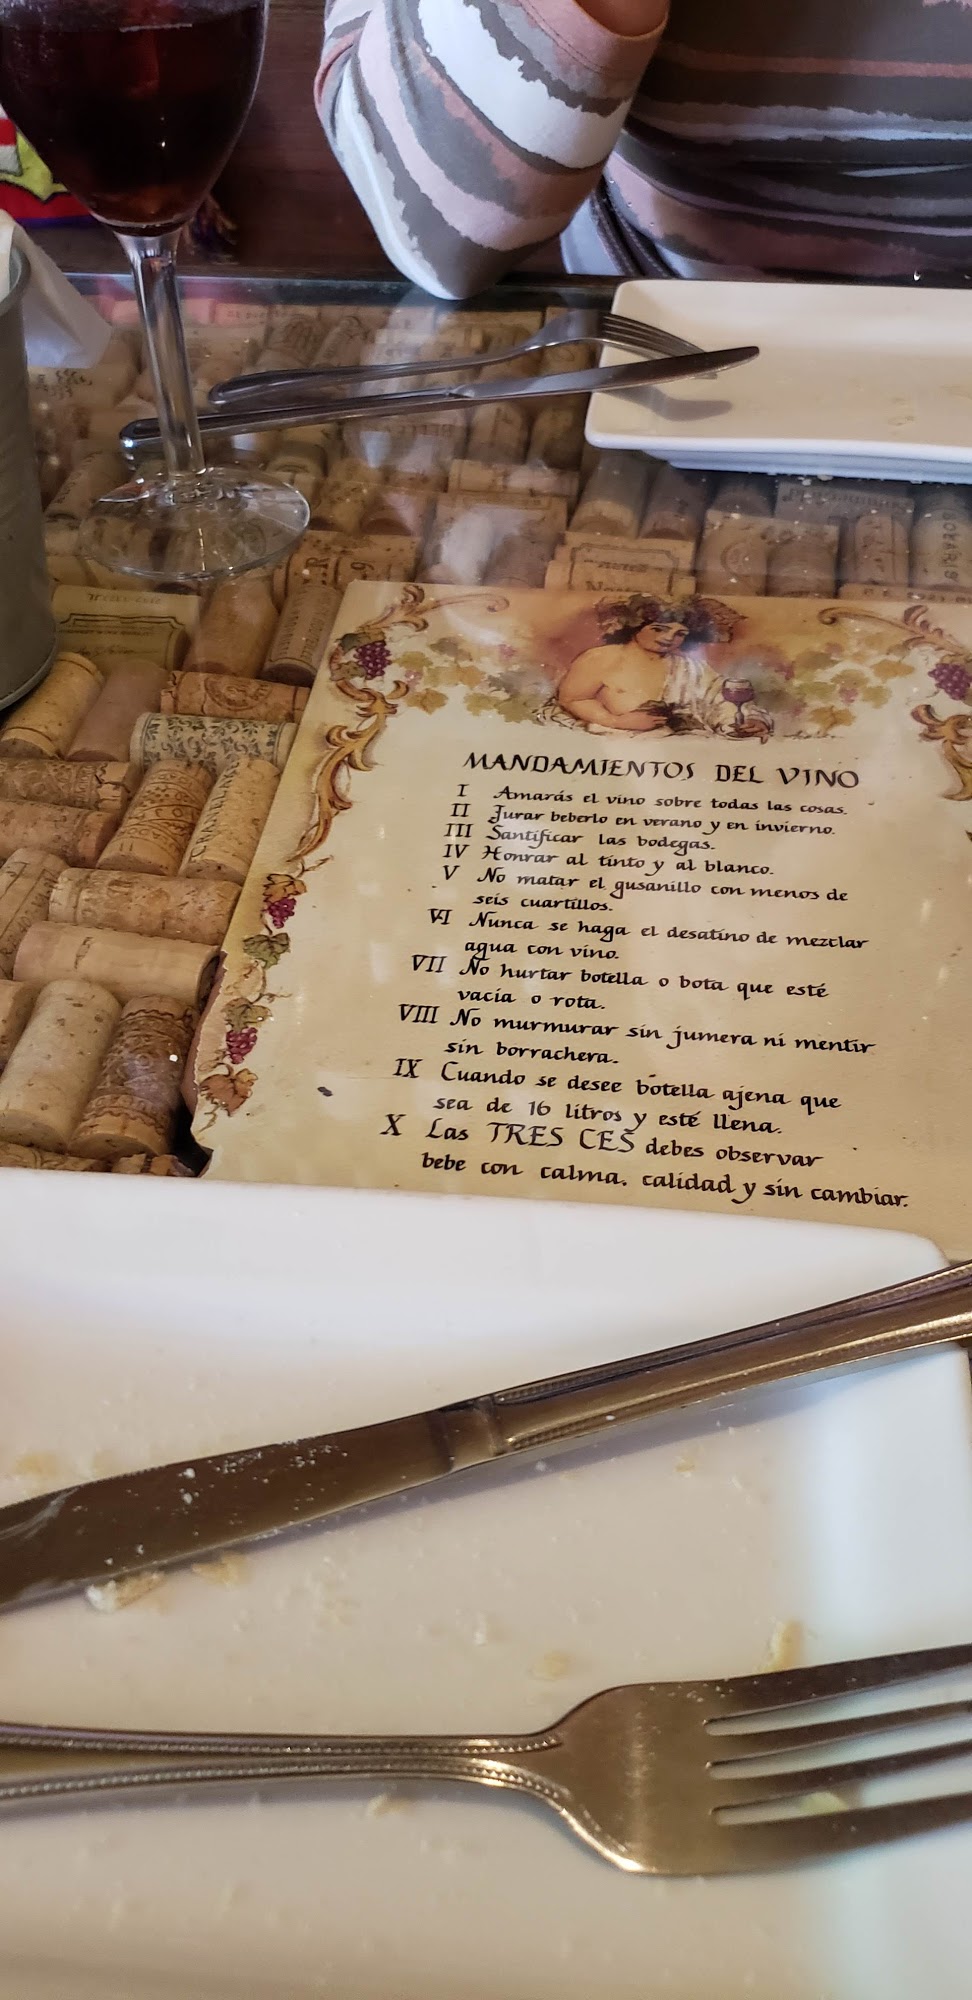 MANDAMIENTOS DEL VINO
I Amarás el vino sobre todas las cosas.
II Jurar beberlo en verano y en invierno.
III Santificar las bodegas.
IV Honrar al tinto y al blanco.
V No matar el gusanillo con menos de
seis cuartillos.
VI Nunca se haga el desatino de mezclar
agua con vino.
VII No hurtar botella o bota que esté
vacia o rota.
VIII No murmurar sin jumera ni mentir
sin borrachera.
IX Cuando se desee botella ajena que
sea de 16 litros y esté llena.
X Las TRES CES debes observar
bebe con calma. calidad y sin cambiar.